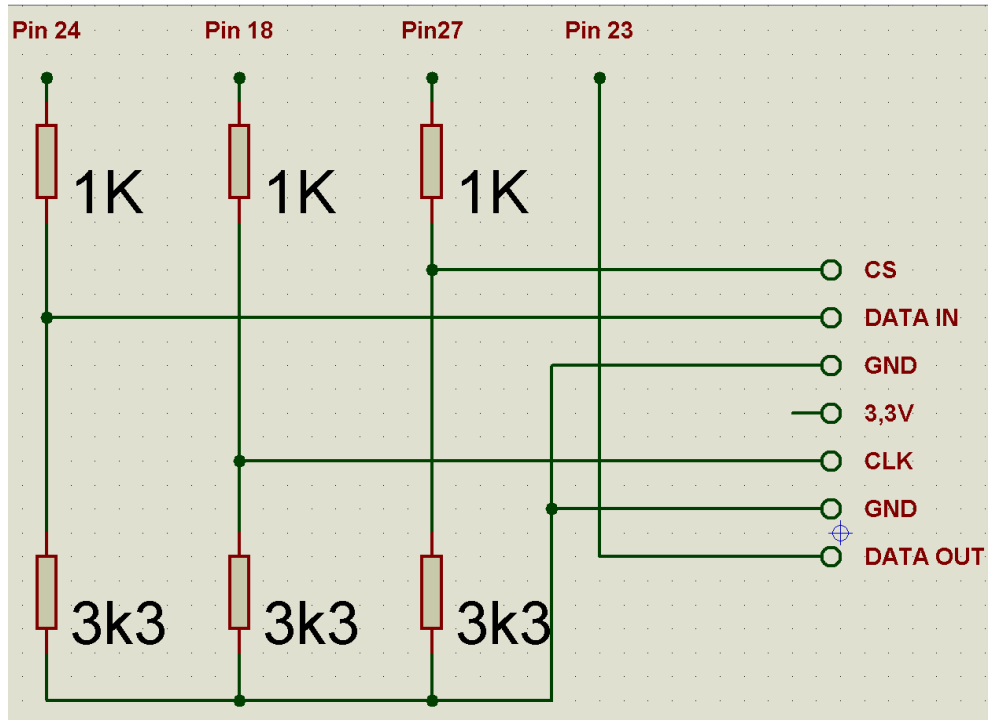 Pin 24 Pin 18 Pin27 Pin 23
1K 1K 1K
CS
DATA IN
GND
3,3V
CLK
GND
DATA OUT
3k3 3k3 3k3